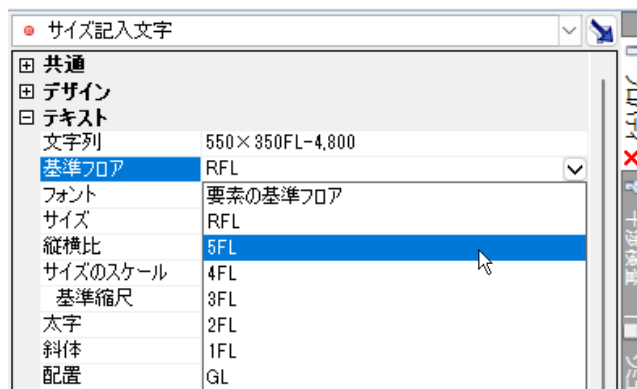 サイズ記入文字
共通
デザイン
テキスト
文字列 550×350FL-4,800
基準フロア RFL
フォント 要素の基準フロア
サイズ RFL
縦横比 5FL
サイズのスケール 4FL
基準縮尺 3FL
太字 2FL
斜体 1FL
配置 GL